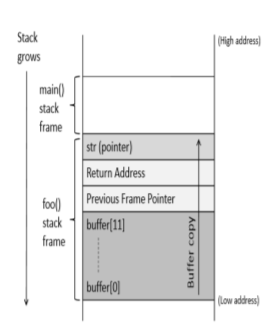 Stack
grows
(High address)
main()
stack
frame
str (pointer)
Return Address
Previous Frame Pointer
foo()
stack
frame
buffer[11]
buffer[0]
Buffer copy
(Low address)